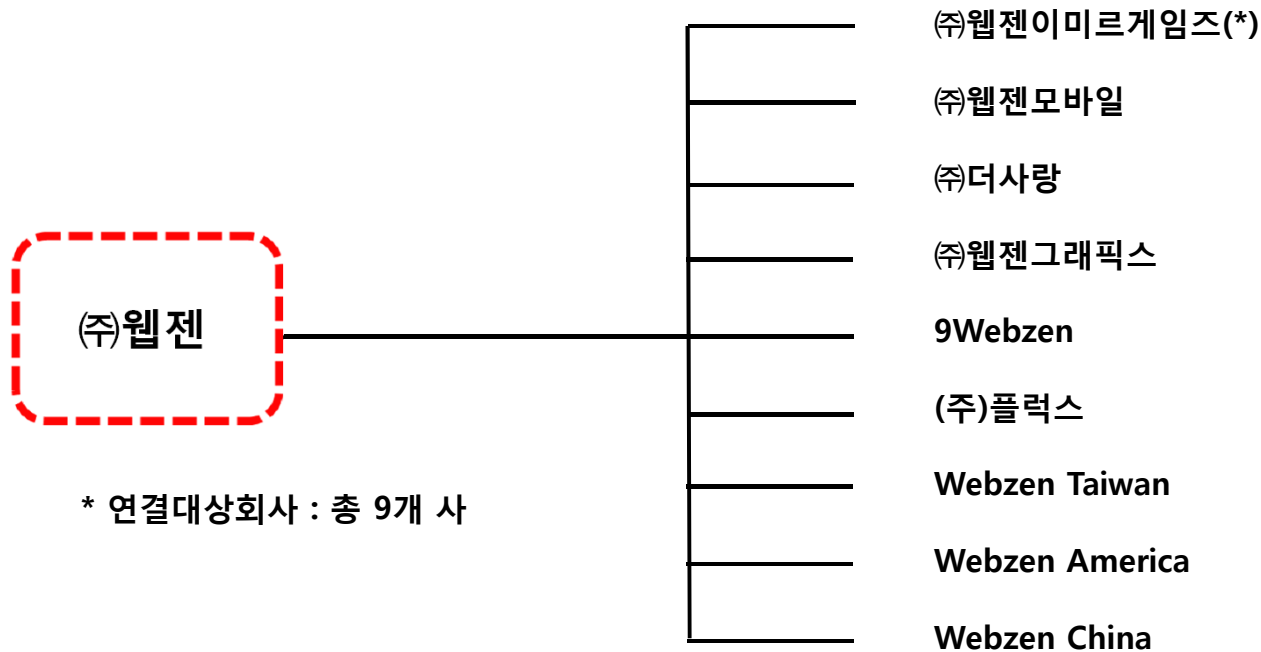 ㈜웹젠이미르게임즈(*)
㈜웹젠모바일
㈜더사랑
㈜웹젠그래픽스
㈜웹젠
9Webzen
(주)플럭스
* 연결대상회사 : 총 9개 사
Webzen Taiwan
Webzen America
Webzen China